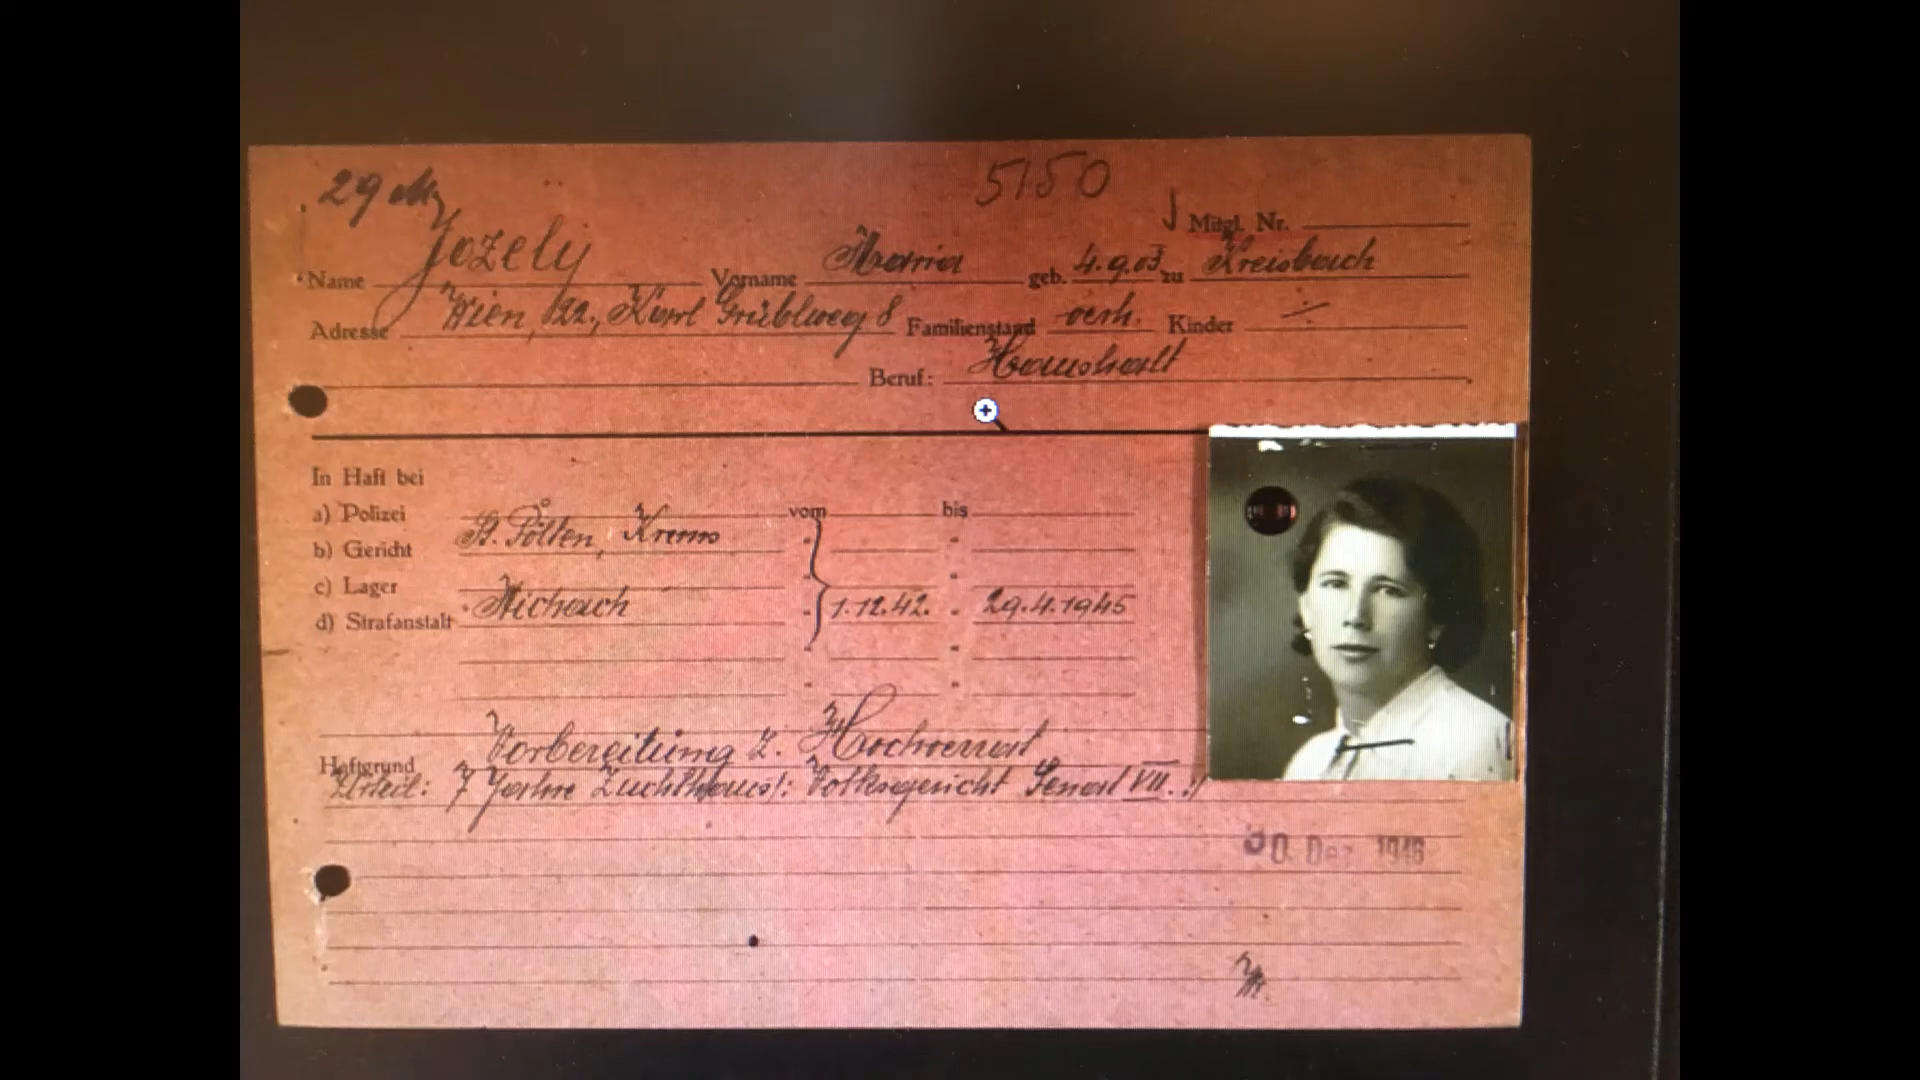 29
5150
Mitgl. Nr.
Name Jozely Vorname Maria geb. 4.9.03 zu Kreisbach
Adresse Wien, 122., Karl Grüblweg 8 Familienstand verh. Kinder ÷
Beruf: Haushalt
In Haft bei
a) Polizei vom bis
b) Gericht St. Pölten, Krems
c) Lager
d) Strafanstalt Aichach 1.12.42. - 29.4.1945
Haftgrund Vorbereitung z. Hochverrat
Urteil: 7 Jahre Zuchthaus/: Volksgericht Senat VII. :/
30. Dez. 1946